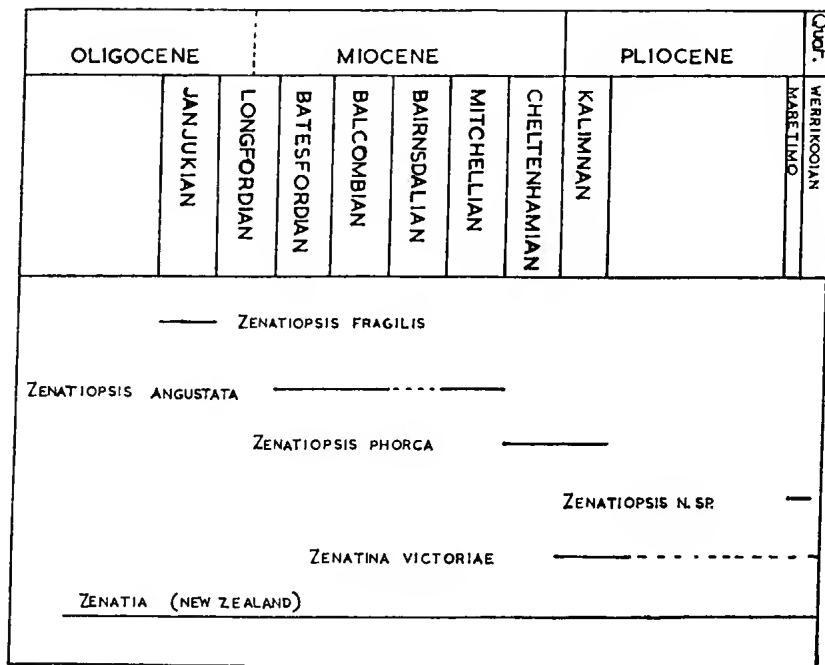 OLIGOCENE
MIOCENE
PLIOCENE
Quat.
JANJUKIAN
LONGFORDIAN
BATESFORDIAN
BALCOMBIAN
BAIRNSDALIAN
MITCHELLIAN
CHELTENHAMIAN
KALIMNAN
MARETIMO
WERRIKOOIAN
ZENATIOPSIS FRAGILIS
ZENATIOPSIS ANGUSTATA
ZENATIOPSIS PHORCA
ZENATIOPSIS N. SP.
ZENATINA VICTORIAE
ZENATIA (NEW ZEALAND)